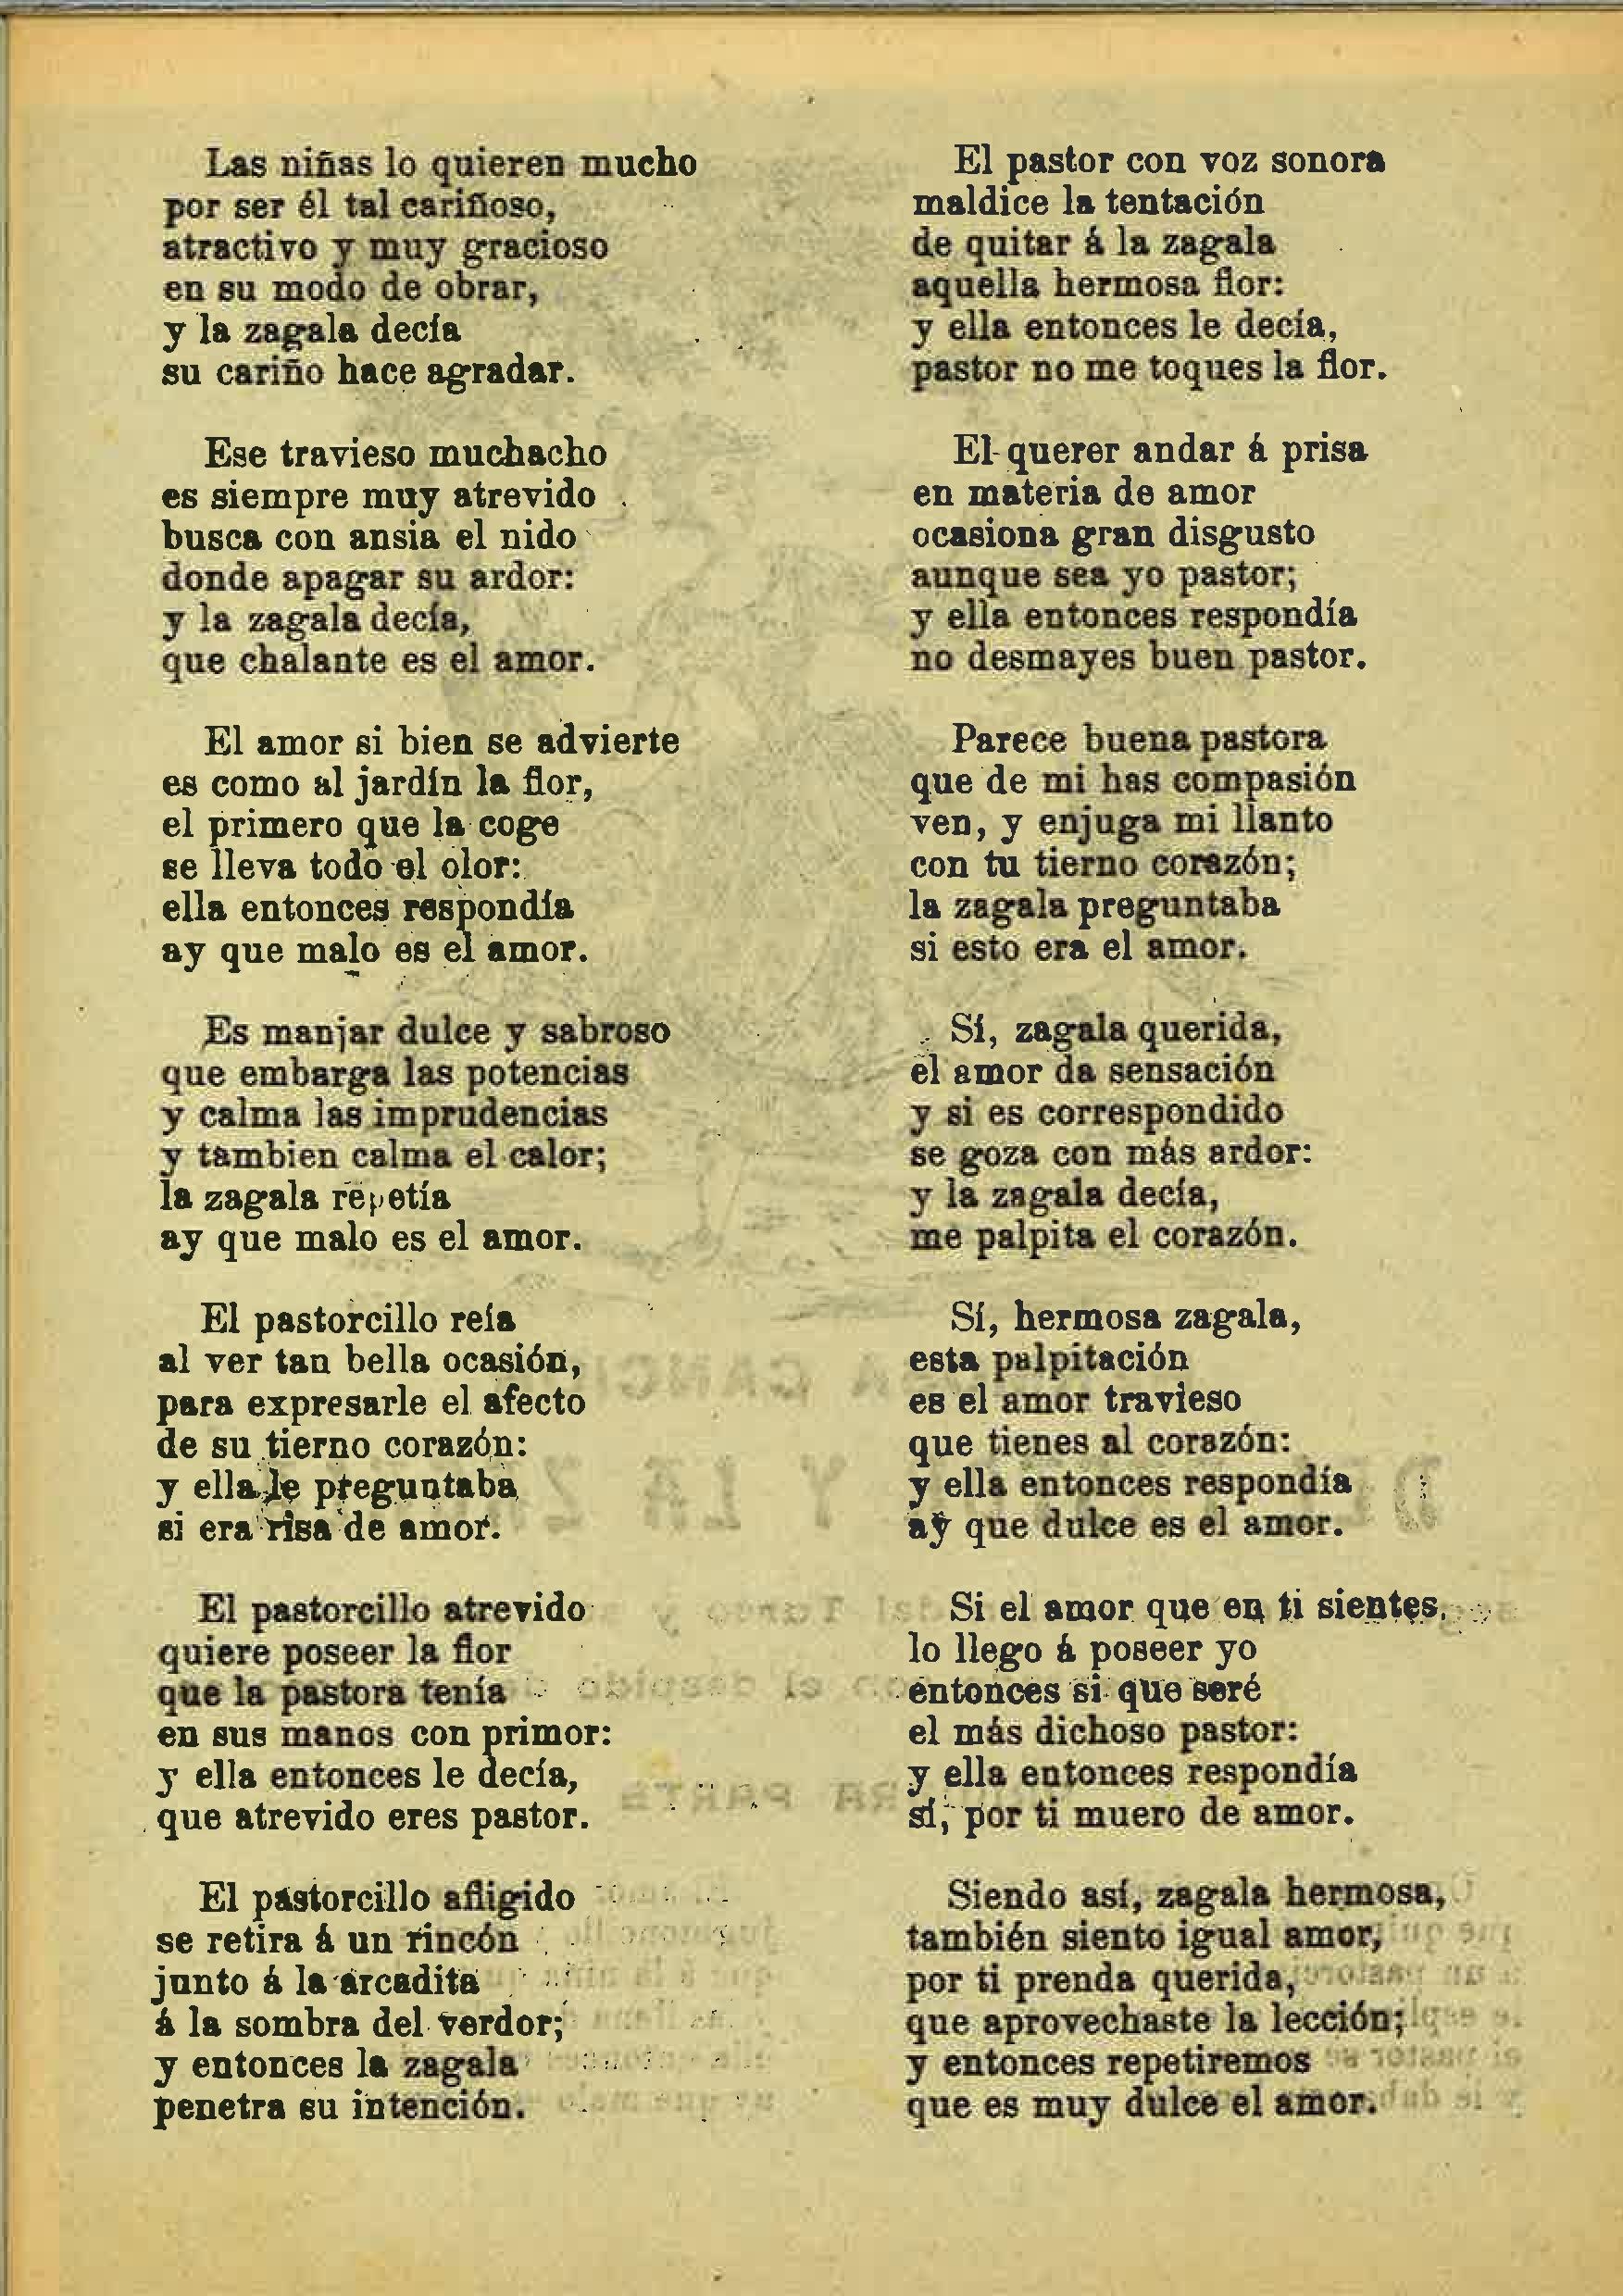 Las niñas lo quieren mucho
por ser él tal cariñoso,
atractivo y muy gracioso
en su modo de obrar,
y la zagala decía
su cariño hace agradar.
Ese travieso muchacho
es siempre muy atrevido
busca con ansia el nido
donde apagar su ardor:
y la zagala decía,
que chalante es el amor.
El amor si bien se advierte
es como al jardín la flor,
el primero que la coge
se lleva todo el olor:
ella entonces respondía
ay que malo es el amor.
Es manjar dulce y sabroso
que embarga las potencias
y calma las imprudencias
y tambien calma el calor;
la zagala repetía
ay que malo es el amor.
El pastorcillo reía
al ver tan bella ocasión,
para expresarle el afecto
de su tierno corazón:
y ella le preguntaba
si era risa de amor.
El pastorcillo atrevido
quiere poseer la flor
que la pastora tenía
en sus manos con primor:
y ella entonces le decía,
que atrevido eres pastor.
El pastorcillo afligido
se retira á un rincón
junto á la arcadita
á la sombra del verdor;
y entonces la zagala
penetra su intención.
El pastor con voz sonora
maldice la tentación
de quitar á la zagala
aquella hermosa flor:
y ella entonces le decía,
pastor no me toques la flor.
El querer andar á prisa
en materia de amor
ocasiona gran disgusto
aunque sea yo pastor;
y ella entonces respondía
no desmayes buen pastor.
Parece buena pastora
que de mi has compasión
ven, y enjuga mi llanto
con tu tierno corazón;
la zagala preguntaba
si esto era el amor.
Sí, zagala querida,
el amor da sensación
y si es correspondido
se goza con más ardor:
y la zagala decía,
me palpita el corazón.
Sí, hermosa zagala,
esta palpitación
es el amor travieso
que tienes al corazón:
y ella entonces respondía
ay que dulce es el amor.
Si el amor que en ti sientes,
lo llego á poseer yo
entonces si que seré
el más dichoso pastor:
y ella entonces respondía
sí, por ti muero de amor.
Siendo así, zagala hermosa,
también siento igual amor,
por ti prenda querida,
que aprovechaste la lección;
y entonces repetiremos
que es muy dulce el amor.